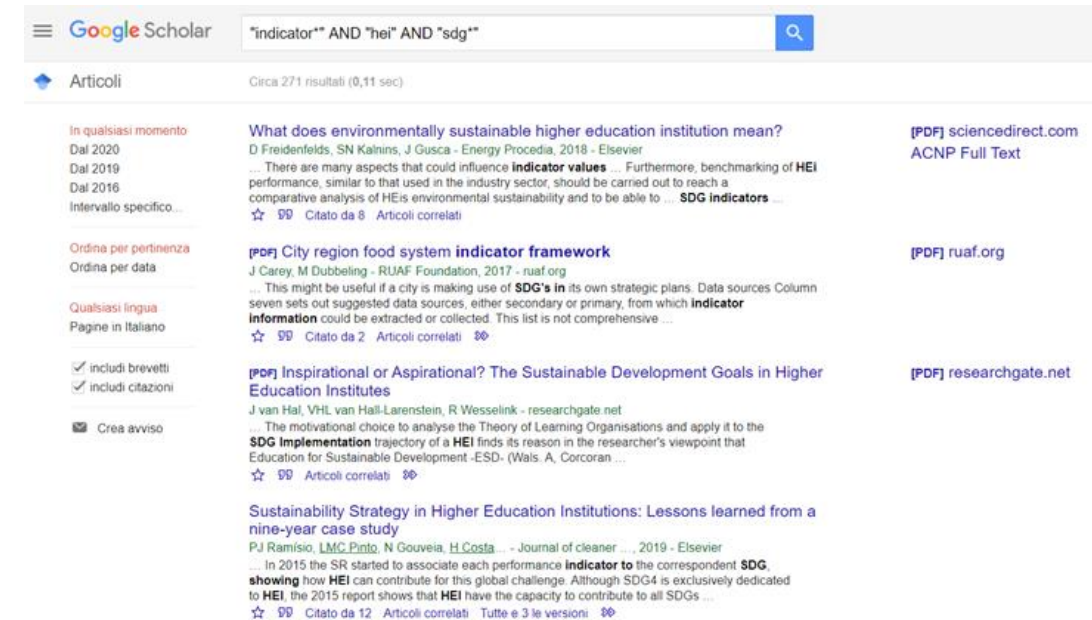 Google Scholar
"indicator*" AND "hei" AND "sdg*"
Articoli
Circa 271 risultati (0,11 sec)
In qualsiasi momento
Dal 2020
Dal 2019
Dal 2016
Intervallo specifico...
Ordina per pertinenza
Ordina per data
Qualsiasi lingua
Pagine in Italiano
includi brevetti
includi citazioni
Crea avviso
What does environmentally sustainable higher education institution mean?
D Freidenfelds, SN Kalnins, J Gusca - Energy Procedia, 2018 - Elsevier
... There are many aspects that could influence indicator values ... Furthermore, benchmarking of HEi
performance, similar to that used in the industry sector, should be carried out to reach a
comparative analysis of HEis environmental sustainability and to be able to ... SDG indicators ...
Citato da 8 Articoli correlati
[PDF] sciencedirect.com
ACNP Full Text
[PDF] City region food system indicator framework
J Carey, M Dubbeling - RUAF Foundation, 2017 - ruaf.org
... This might be useful if a city is making use of SDG's in its own strategic plans. Data sources Column
seven sets out suggested data sources, either secondary or primary, from which indicator
information could be extracted or collected. This list is not comprehensive ...
Citato da 2 Articoli correlati
[PDF] ruaf.org
[PDF] Inspirational or Aspirational? The Sustainable Development Goals in Higher
Education Institutes
J van Hal, VHL van Hall-Larenstein, R Wesselink - researchgate.net
... The motivational choice to analyse the Theory of Learning Organisations and apply it to the
SDG Implementation trajectory of a HEI finds its reason in the researcher's viewpoint that
Education for Sustainable Development -ESD- (Wals. A, Corcoran ...
Articoli correlati
[PDF] researchgate.net
Sustainability Strategy in Higher Education Institutions: Lessons learned from a
nine-year case study
PJ Ramísio, LMC Pinto, N Gouveia, H Costa... - Journal of cleaner ..., 2019 - Elsevier
... In 2015 the SR started to associate each performance indicator to the correspondent SDG,
showing how HEI can contribute for this global challenge. Although SDG4 is exclusively dedicated
to HEI, the 2015 report shows that HEI have the capacity to contribute to all SDGs ...
Citato da 12 Articoli correlati Tutte e 3 le versioni